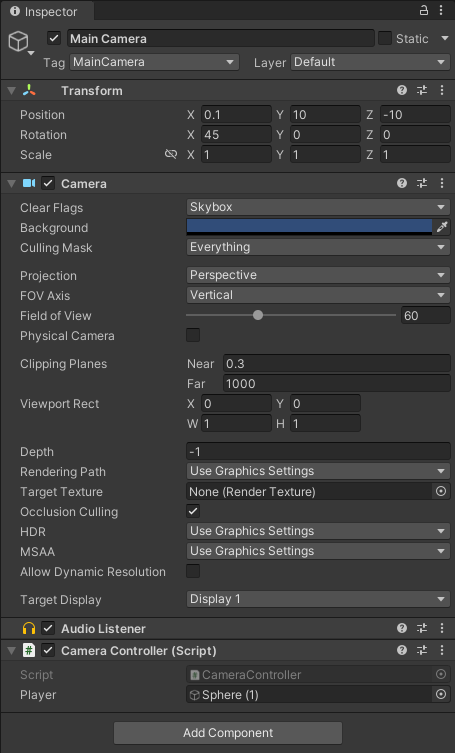 Inspector
Main Camera Static
Tag MainCamera Layer Default
Transform
Position X 0.1 Y 10 Z -10
Rotation X 45 Y 0 Z 0
Scale X 1 Y 1 Z 1
Camera
Clear Flags Skybox
Background
Culling Mask Everything
Projection Perspective
FOV Axis Vertical
Field of View 60
Physical Camera
Clipping Planes Near 0.3
Far 1000
Viewport Rect X 0 Y 0
W 1 H 1
Depth -1
Rendering Path Use Graphics Settings
Target Texture None (Render Texture)
Occlusion Culling
HDR Use Graphics Settings
MSAA Use Graphics Settings
Allow Dynamic Resolution
Target Display Display 1
Audio Listener
# Camera Controller (Script)
Script # CameraController
Player Sphere (1)
Add Component